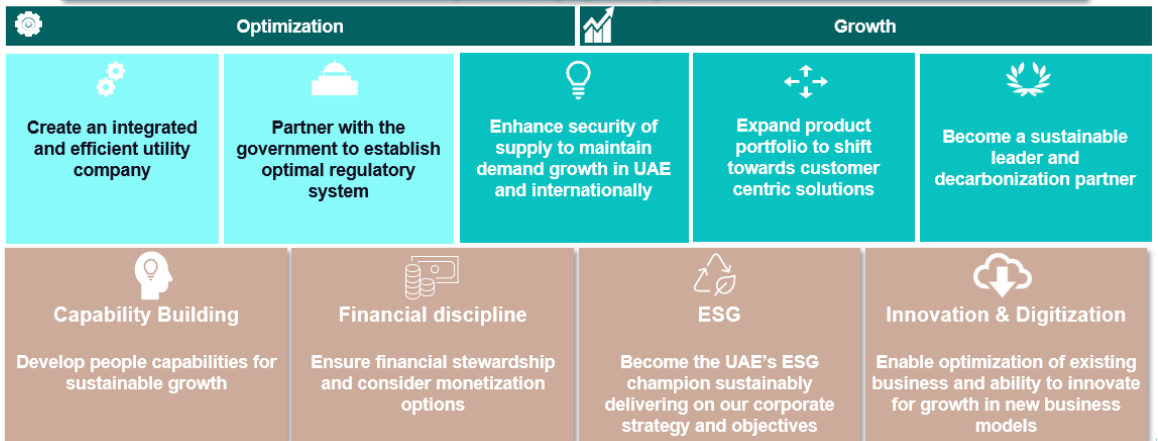 Optimization
Growth
Create an integrated
and efficient utility
company
Partner with the
government to establish
optimal regulatory
system
Enhance security of
supply to maintain
demand growth in UAE
and internationally
Expand product
portfolio to shift
towards customer
centric solutions
Become a sustainable
leader and
decarbonization partner
Capability Building
Develop people capabilities for
sustainable growth
Financial discipline
Ensure financial stewardship
and consider monetization
options
ESG
Become the UAE's ESG
champion sustainably
delivering on our corporate
strategy and objectives
Innovation & Digitization
Enable optimization of existing
business and ability to innovate
for growth in new business
models